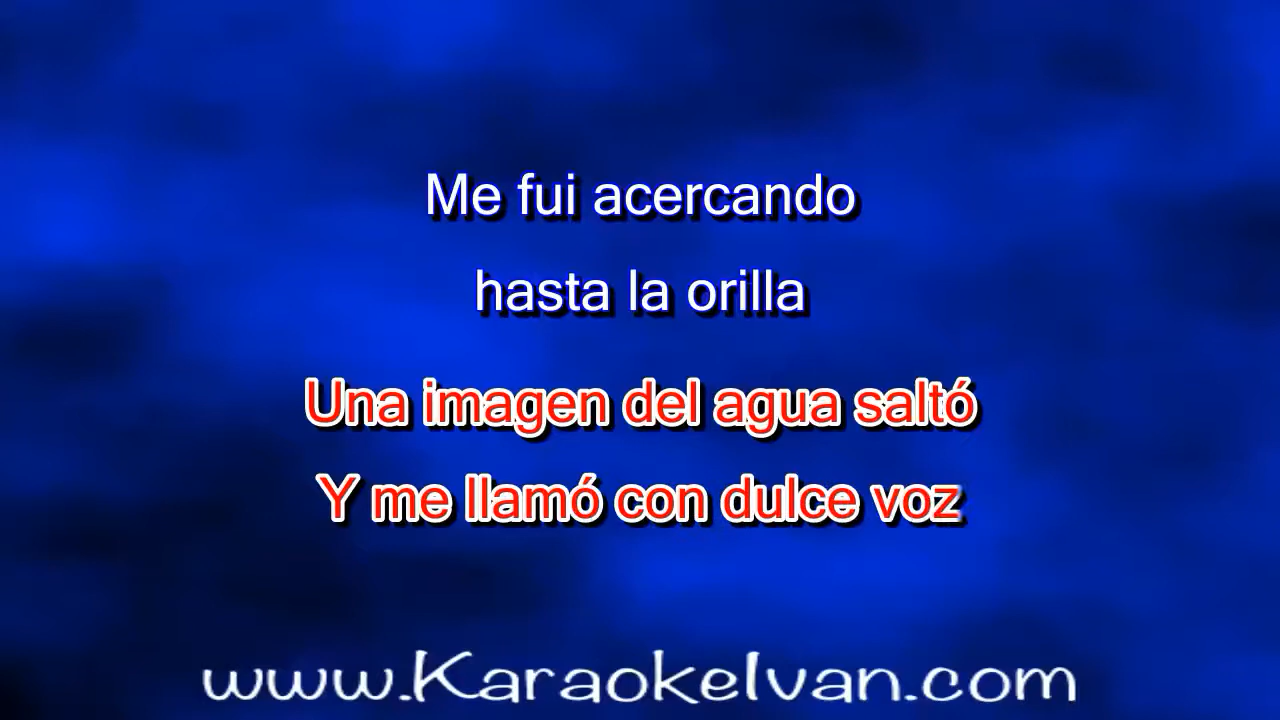 Me fui acercando
hasta la orilla
Una imagen del agua saltó
Y me llamó con dulce voz
www.KaraokeIvan.com